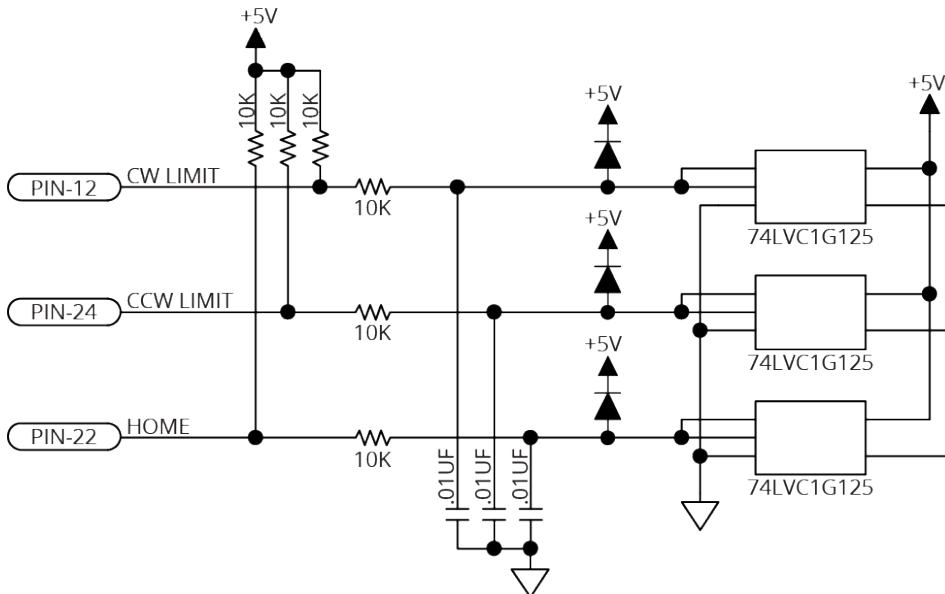 +5V
+5V
10K
10K
10K
+5V
PIN-12
CW LIMIT
10K
74LVC1G125
+5V
PIN-24
CCW LIMIT
10K
74LVC1G125
+5V
PIN-22
HOME
10K
.01UF
.01UF
.01UF
74LVC1G125